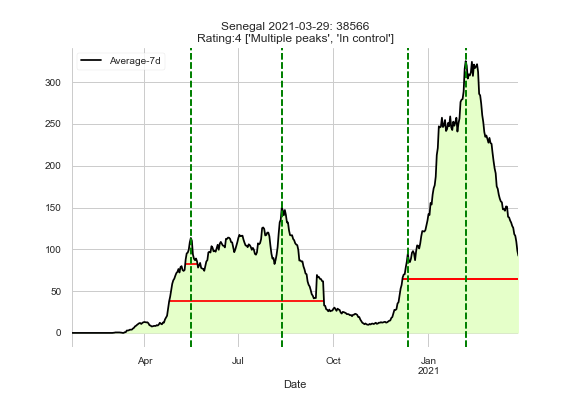 Senegal 2021-03-29: 38566
Rating:4 ['Multiple peaks', 'In control']
Average-7d
300
250
200
150
100
50
0
Apr
Jul
Oct
Jan
2021
Date